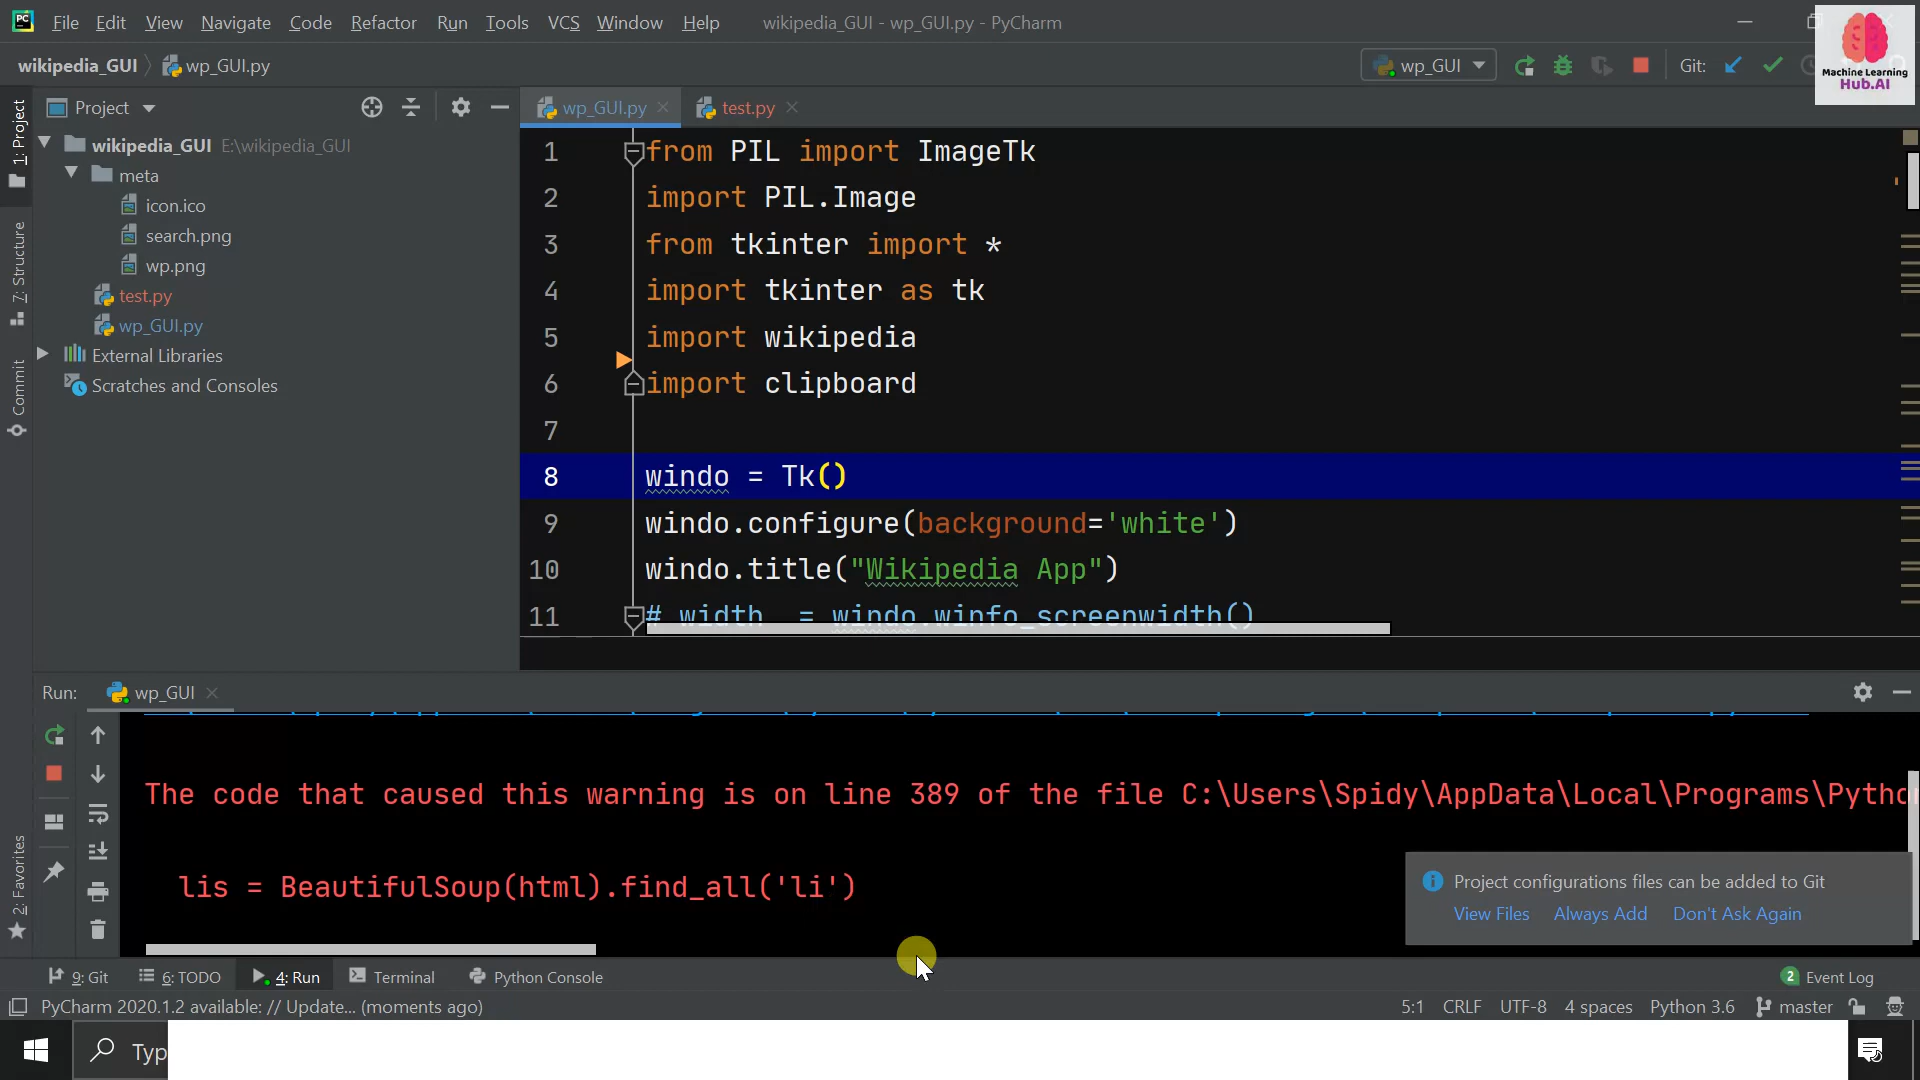 File Edit View Navigate Code Refactor Run Tools VCS Window Help wikipedia_GUI - wp_GUI.py - PyCharm
Machine Learning
Hub.AI
wikipedia_GUI wp_GUI.py wp_GUI Git:
Project wp_GUI.py test.py
1: Project
7: Structure
Commit
2: Favorites
wikipedia_GUI E:\wikipedia_GUI
meta
icon.ico
search.png
wp.png
test.py
wp_GUI.py
External Libraries
Scratches and Consoles
1 from PIL import ImageTk
2 import PIL.Image
3 from tkinter import *
4 import tkinter as tk
5 import wikipedia
6 import clipboard
7
8 windo = Tk()
9 windo.configure(background='white')
10 windo.title("Wikipedia App")
11 # width = windo.winfo_screenwidth()
Run: wp_GUI
The code that caused this warning is on line 389 of the file C:\Users\Spidy\AppData\Local\Programs\Pytho
lis = BeautifulSoup(html).find_all('li')
Project configurations files can be added to Git
View Files Always Add Don't Ask Again
9: Git 6: TODO 4: Run Terminal Python Console 2 Event Log
PyCharm 2020.1.2 available: // Update... (moments ago) 5:1 CRLF UTF-8 4 spaces Python 3.6 master
Typ